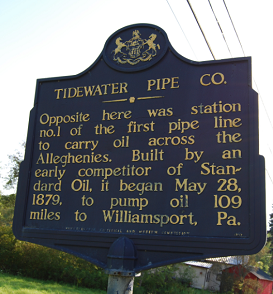 TIDEWATER PIPE CO.
Opposite here was station
no.1 of the first pipe line
to carry oil across the
Alleghenies. Built by an
early competitor of Stan-
dard Oil, it began May 28,
1879, to pump oil 109
miles to Williamsport, Pa.